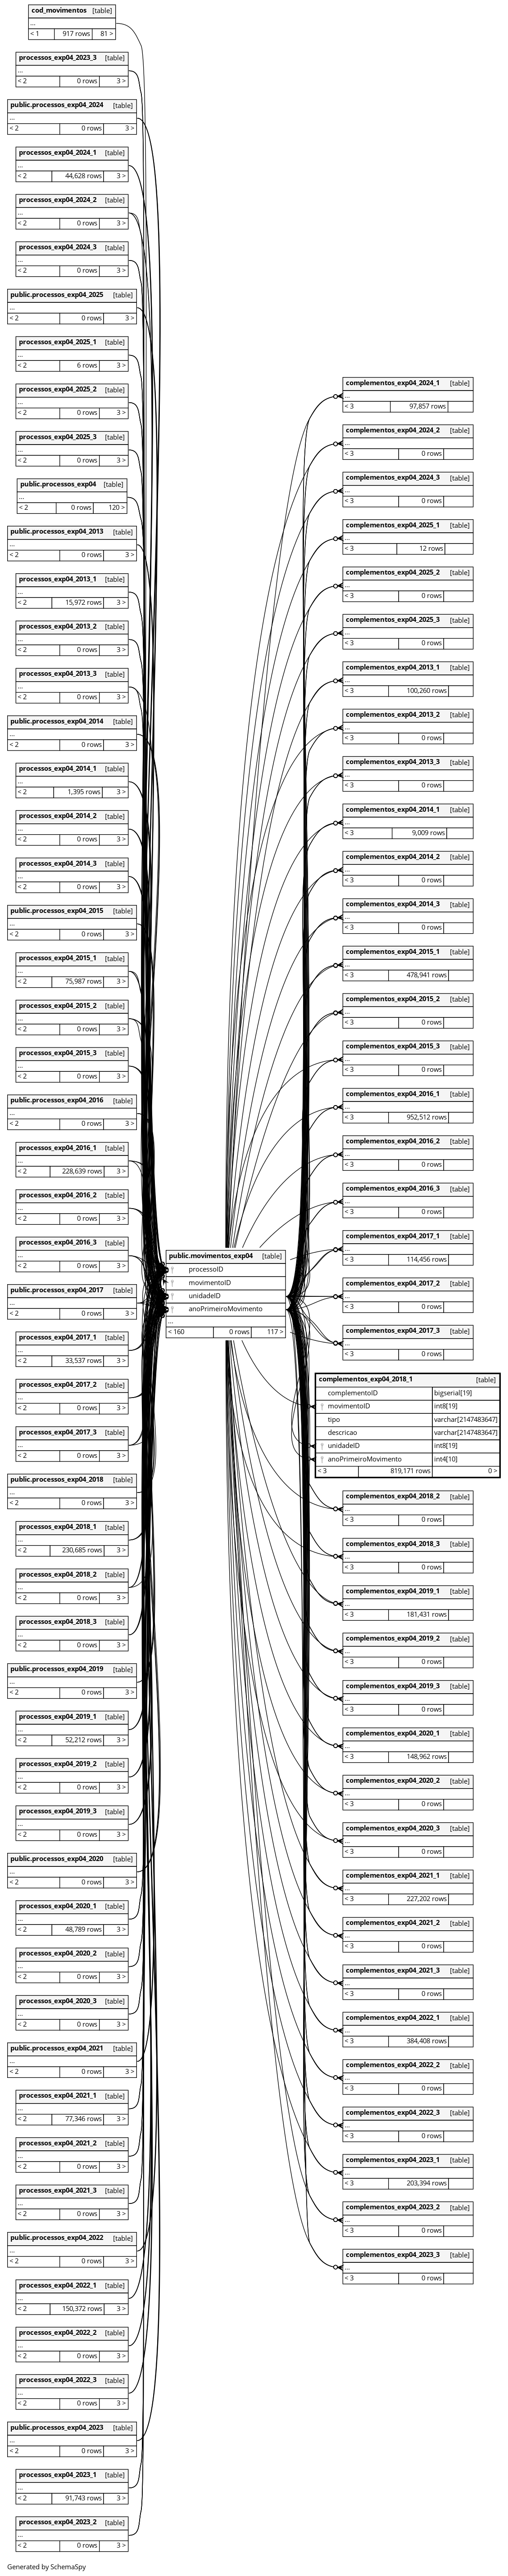 cod_movimentos [table]
...
< 1 917 rows 81 >
processos_exp04_2023_3 [table]
...
< 2 0 rows 3 >
public.processos_exp04_2024 [table]
...
< 2 0 rows 3 >
processos_exp04_2024_1 [table]
...
< 2 44,628 rows 3 >
processos_exp04_2024_2 [table]
...
< 2 0 rows 3 >
processos_exp04_2024_3 [table]
...
< 2 0 rows 3 >
public.processos_exp04_2025 [table]
...
< 2 0 rows 3 >
processos_exp04_2025_1 [table]
...
< 2 6 rows 3 >
processos_exp04_2025_2 [table]
...
< 2 0 rows 3 >
processos_exp04_2025_3 [table]
...
< 2 0 rows 3 >
public.processos_exp04 [table]
...
< 2 0 rows 120 >
public.processos_exp04_2013 [table]
...
< 2 0 rows 3 >
processos_exp04_2013_1 [table]
...
< 2 15,972 rows 3 >
processos_exp04_2013_2 [table]
...
< 2 0 rows 3 >
processos_exp04_2013_3 [table]
...
< 2 0 rows 3 >
public.processos_exp04_2014 [table]
...
< 2 0 rows 3 >
processos_exp04_2014_1 [table]
...
< 2 1,395 rows 3 >
processos_exp04_2014_2 [table]
...
< 2 0 rows 3 >
processos_exp04_2014_3 [table]
...
< 2 0 rows 3 >
public.processos_exp04_2015 [table]
...
< 2 0 rows 3 >
processos_exp04_2015_1 [table]
...
< 2 75,987 rows 3 >
processos_exp04_2015_2 [table]
...
< 2 0 rows 3 >
processos_exp04_2015_3 [table]
...
< 2 0 rows 3 >
public.processos_exp04_2016 [table]
...
< 2 0 rows 3 >
processos_exp04_2016_1 [table]
...
< 2 228,639 rows 3 >
processos_exp04_2016_2 [table]
...
< 2 0 rows 3 >
processos_exp04_2016_3 [table]
...
< 2 0 rows 3 >
public.processos_exp04_2017 [table]
...
< 2 0 rows 3 >
processos_exp04_2017_1 [table]
...
< 2 33,537 rows 3 >
processos_exp04_2017_2 [table]
...
< 2 0 rows 3 >
processos_exp04_2017_3 [table]
...
< 2 0 rows 3 >
public.processos_exp04_2018 [table]
...
< 2 0 rows 3 >
processos_exp04_2018_1 [table]
...
< 2 230,685 rows 3 >
processos_exp04_2018_2 [table]
...
< 2 0 rows 3 >
processos_exp04_2018_3 [table]
...
< 2 0 rows 3 >
public.processos_exp04_2019 [table]
...
< 2 0 rows 3 >
processos_exp04_2019_1 [table]
...
< 2 52,212 rows 3 >
processos_exp04_2019_2 [table]
...
< 2 0 rows 3 >
processos_exp04_2019_3 [table]
...
< 2 0 rows 3 >
public.processos_exp04_2020 [table]
...
< 2 0 rows 3 >
processos_exp04_2020_1 [table]
...
< 2 48,789 rows 3 >
processos_exp04_2020_2 [table]
...
< 2 0 rows 3 >
processos_exp04_2020_3 [table]
...
< 2 0 rows 3 >
public.processos_exp04_2021 [table]
...
< 2 0 rows 3 >
processos_exp04_2021_1 [table]
...
< 2 77,346 rows 3 >
processos_exp04_2021_2 [table]
...
< 2 0 rows 3 >
processos_exp04_2021_3 [table]
...
< 2 0 rows 3 >
public.processos_exp04_2022 [table]
...
< 2 0 rows 3 >
processos_exp04_2022_1 [table]
...
< 2 150,372 rows 3 >
processos_exp04_2022_2 [table]
...
< 2 0 rows 3 >
processos_exp04_2022_3 [table]
...
< 2 0 rows 3 >
public.processos_exp04_2023 [table]
...
< 2 0 rows 3 >
processos_exp04_2023_1 [table]
...
< 2 91,743 rows 3 >
processos_exp04_2023_2 [table]
...
< 2 0 rows 3 >
public.movimentos_exp04 [table]
processoID
movimentoID
unidadeID
anoPrimeiroMovimento
...
< 160 0 rows 117 >
complementos_exp04_2024_1 [table]
...
< 3 97,857 rows
complementos_exp04_2024_2 [table]
...
< 3 0 rows
complementos_exp04_2024_3 [table]
...
< 3 0 rows
complementos_exp04_2025_1 [table]
...
< 3 12 rows
complementos_exp04_2025_2 [table]
...
< 3 0 rows
complementos_exp04_2025_3 [table]
...
< 3 0 rows
complementos_exp04_2013_1 [table]
...
< 3 100,260 rows
complementos_exp04_2013_2 [table]
...
< 3 0 rows
complementos_exp04_2013_3 [table]
...
< 3 0 rows
complementos_exp04_2014_1 [table]
...
< 3 9,009 rows
complementos_exp04_2014_2 [table]
...
< 3 0 rows
complementos_exp04_2014_3 [table]
...
< 3 0 rows
complementos_exp04_2015_1 [table]
...
< 3 478,941 rows
complementos_exp04_2015_2 [table]
...
< 3 0 rows
complementos_exp04_2015_3 [table]
...
< 3 0 rows
complementos_exp04_2016_1 [table]
...
< 3 952,512 rows
complementos_exp04_2016_2 [table]
...
< 3 0 rows
complementos_exp04_2016_3 [table]
...
< 3 0 rows
complementos_exp04_2017_1 [table]
...
< 3 114,456 rows
complementos_exp04_2017_2 [table]
...
< 3 0 rows
complementos_exp04_2017_3 [table]
...
< 3 0 rows
complementos_exp04_2018_1 [table]
complementoID bigserial[19]
movimentoID int8[19]
tipo varchar[2147483647]
descricao varchar[2147483647]
unidadeID int8[19]
anoPrimeiroMovimento int4[10]
< 3 819,171 rows 0 >
complementos_exp04_2018_2 [table]
...
< 3 0 rows
complementos_exp04_2018_3 [table]
...
< 3 0 rows
complementos_exp04_2019_1 [table]
...
< 3 181,431 rows
complementos_exp04_2019_2 [table]
...
< 3 0 rows
complementos_exp04_2019_3 [table]
...
< 3 0 rows
complementos_exp04_2020_1 [table]
...
< 3 148,962 rows
complementos_exp04_2020_2 [table]
...
< 3 0 rows
complementos_exp04_2020_3 [table]
...
< 3 0 rows
complementos_exp04_2021_1 [table]
...
< 3 227,202 rows
complementos_exp04_2021_2 [table]
...
< 3 0 rows
complementos_exp04_2021_3 [table]
...
< 3 0 rows
complementos_exp04_2022_1 [table]
...
< 3 384,408 rows
complementos_exp04_2022_2 [table]
...
< 3 0 rows
complementos_exp04_2022_3 [table]
...
< 3 0 rows
complementos_exp04_2023_1 [table]
...
< 3 203,394 rows
complementos_exp04_2023_2 [table]
...
< 3 0 rows
complementos_exp04_2023_3 [table]
...
< 3 0 rows
Generated by SchemaSpy